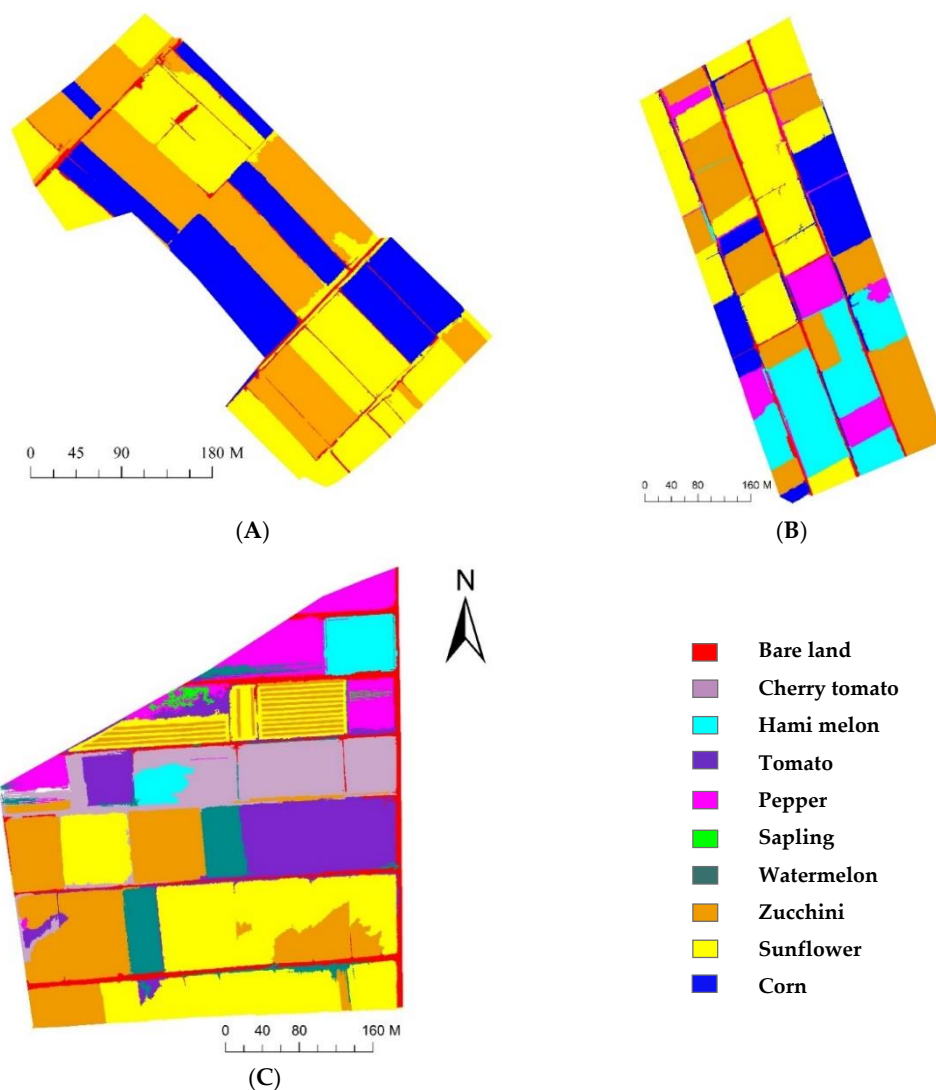 0 45 90 180 M
0 40 80 160 M
(A)
(B)
N
Bare land
Cherry tomato
Hami melon
Tomato
Pepper
Sapling
Watermelon
Zucchini
Sunflower
Corn
0 40 80 160 M
(C)